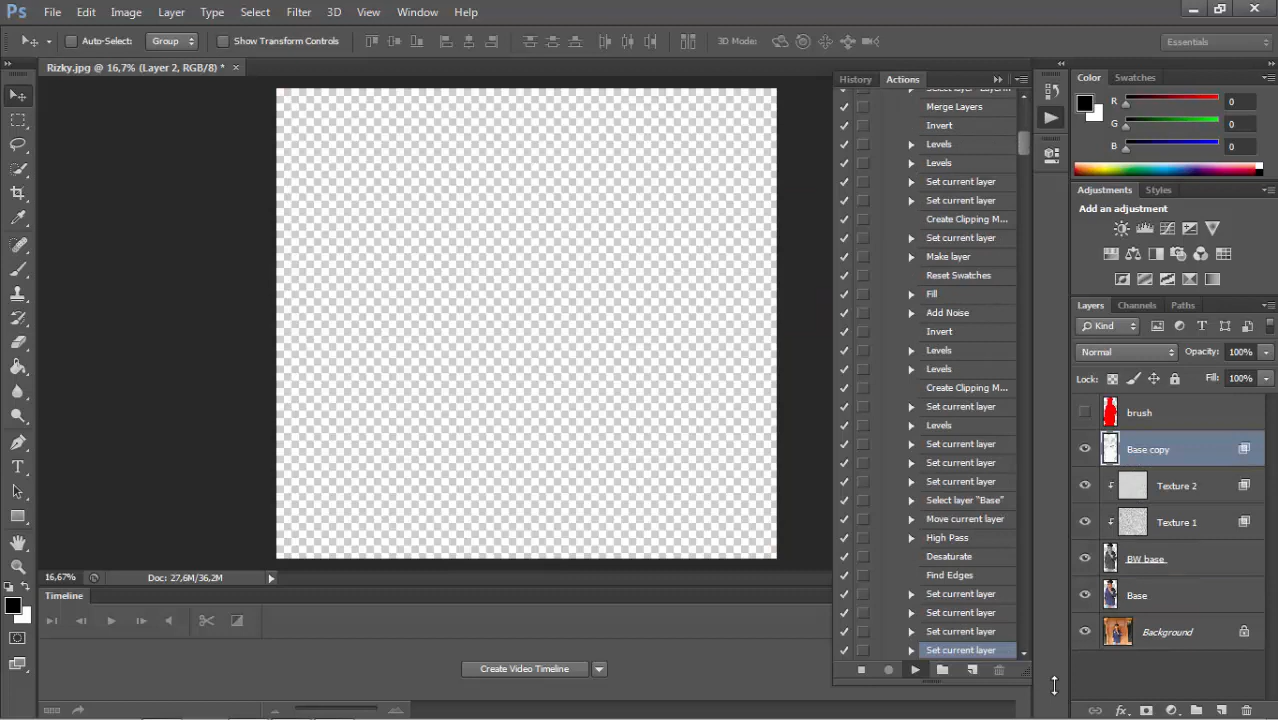 Ps File Edit Image Layer Type Select Filter 3D View Window Help
Auto-Select: Group Show Transform Controls 3D Mode: Essentials
Rizky.jpg @ 16,7% (Layer 2, RGB/8) * ×
History Actions
Merge Layers
Invert
Levels
Levels
Set current layer
Set current layer
Create Clipping M...
Set current layer
Make layer
Reset Swatches
Fill
Add Noise
Invert
Levels
Levels
Create Clipping M...
Set current layer
Levels
Set current layer
Set current layer
Set current layer
Select layer "Base"
Move current layer
High Pass
Desaturate
Find Edges
Set current layer
Set current layer
Set current layer
Set current layer
Color Swatches
R 0
G 0
B 0
Adjustments Styles
Add an adjustment
Layers Channels Paths
Kind
Normal Opacity: 100%
Lock: Fill: 100%
brush
Base copy
Texture 2
Texture 1
BW base
Base
Background
16,67% Doc: 27,6M/36,2M
Timeline
Create Video Timeline
fx